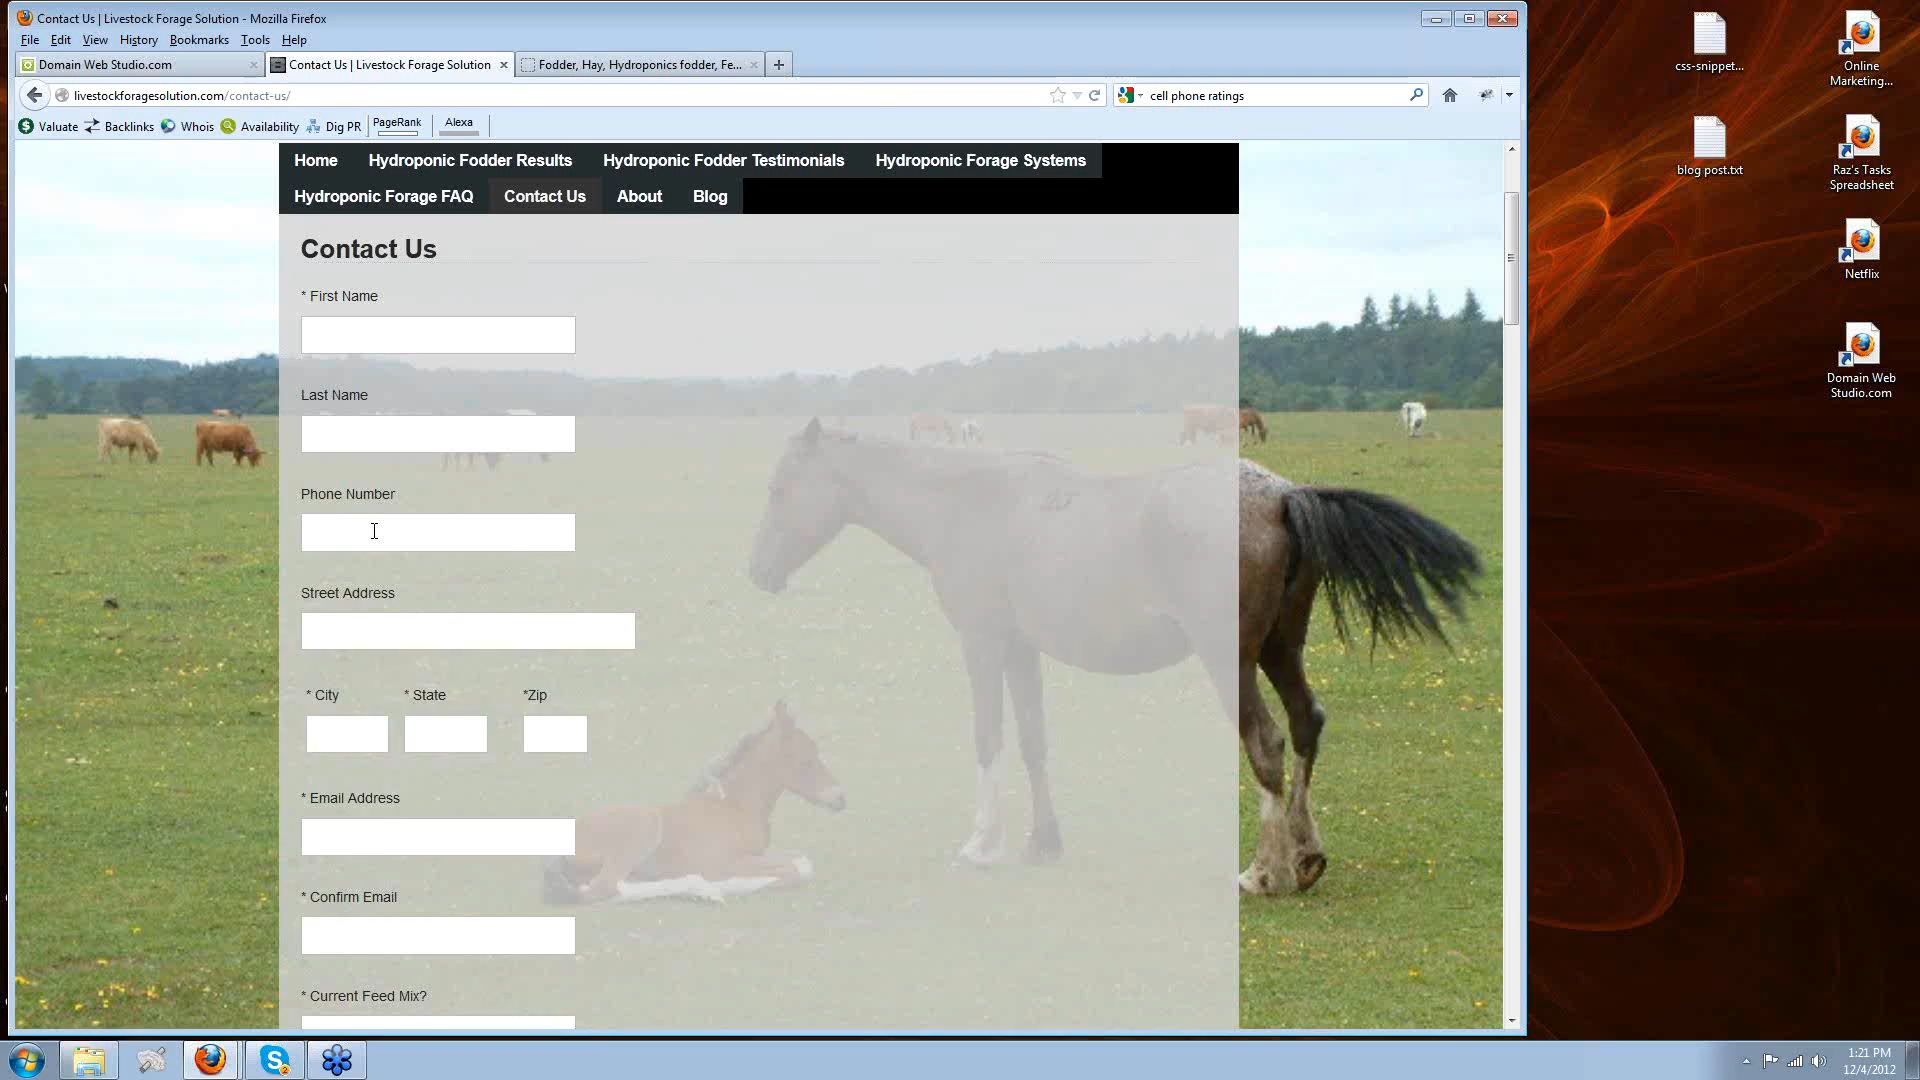 Contact Us | Livestock Forage Solution - Mozilla Firefox
File Edit View History Bookmarks Tools Help
Domain Web Studio.com
Contact Us | Livestock Forage Solution
Fodder, Hay, Hydroponics fodder, Fe...
livestockforagesolution.com/contact-us/
cell phone ratings
Valuate Backlinks Whois Availability Dig PR PageRank Alexa
Home Hydroponic Fodder Results Hydroponic Fodder Testimonials Hydroponic Forage Systems
Hydroponic Forage FAQ Contact Us About Blog
Contact Us
* First Name
Last Name
Phone Number
Street Address
* City * State *Zip
* Email Address
* Confirm Email
* Current Feed Mix?
css-snippet...
Online
Marketing...
blog post.txt
Raz's Tasks
Spreadsheet
Netflix
Domain Web
Studio.com
2
1:21 PM
12/4/2012